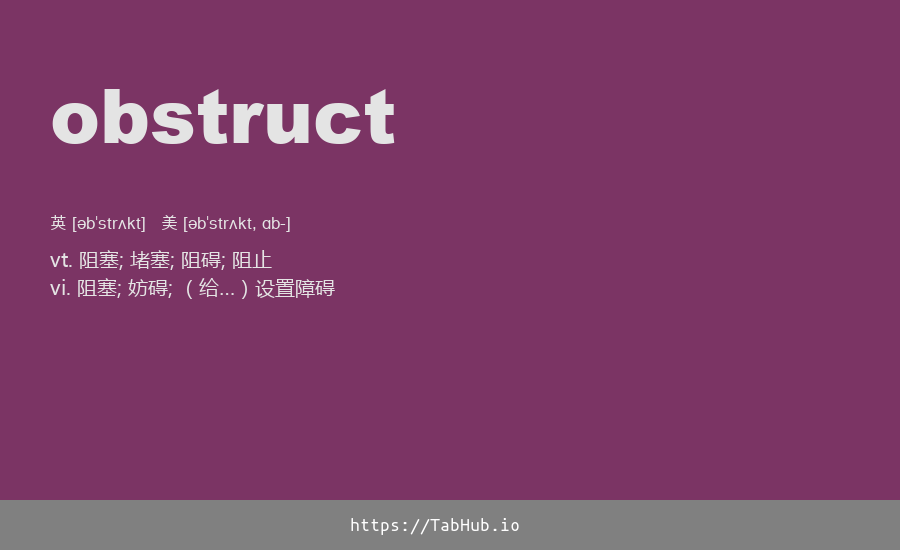 obstruct
英 [əbˈstrʌkt]   美 [əbˈstrʌkt, ɑb-]
vt. 阻塞; 堵塞; 阻碍; 阻止
vi. 阻塞; 妨碍; （给…）设置障碍
https://TabHub.io